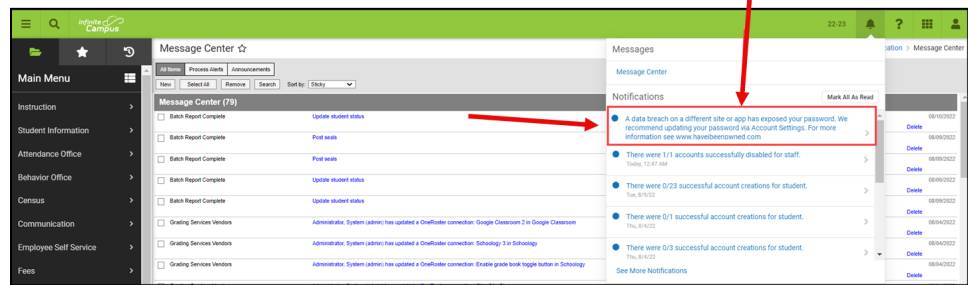 Infinite Campus
22-23
?
Message Center
cation > Message Center
Main Menu
Instruction
Student Information
Attendance Office
Behavior Office
Census
Communication
Employee Self Service
Fees
All Items Process Alerts Announcements
New Select All Remove Search Sort by: Sticky
Message Center (79)
Batch Report Complete Update student status 08/10/2022
Delete
Batch Report Complete Post seals 08/09/2022
Delete
Batch Report Complete Post seals 08/09/2022
Delete
Batch Report Complete Update student status 08/09/2022
Delete
Batch Report Complete Update student status 08/09/2022
Delete
Grading Services Vendors Administrator, System (admin) has updated a OneRoster connection: Google Classroom 2 in Google Classroom 08/04/2022
Delete
Grading Services Vendors Administrator, System (admin) has updated a OneRoster connection: Schoology 3 in Schoology 08/04/2022
Delete
Grading Services Vendors Administrator, System (admin) has updated a OneRoster connection: Enable grade book toggle button in Schoology 08/04/2022
Delete
Messages
Message Center
Notifications Mark All As Read
A data breach on a different site or app has exposed your password. We
recommend updating your password via Account Settings. For more
information see www.haveibeenowned.com
There were 1/1 accounts successfully disabled for staff.
Today, 12:47 AM
There were 0/23 successful account creations for student.
Tue, 8/9/22
There were 0/1 successful account creations for student.
Thu, 8/4/22
There were 0/3 successful account creations for student.
Thu, 8/4/22
See More Notifications